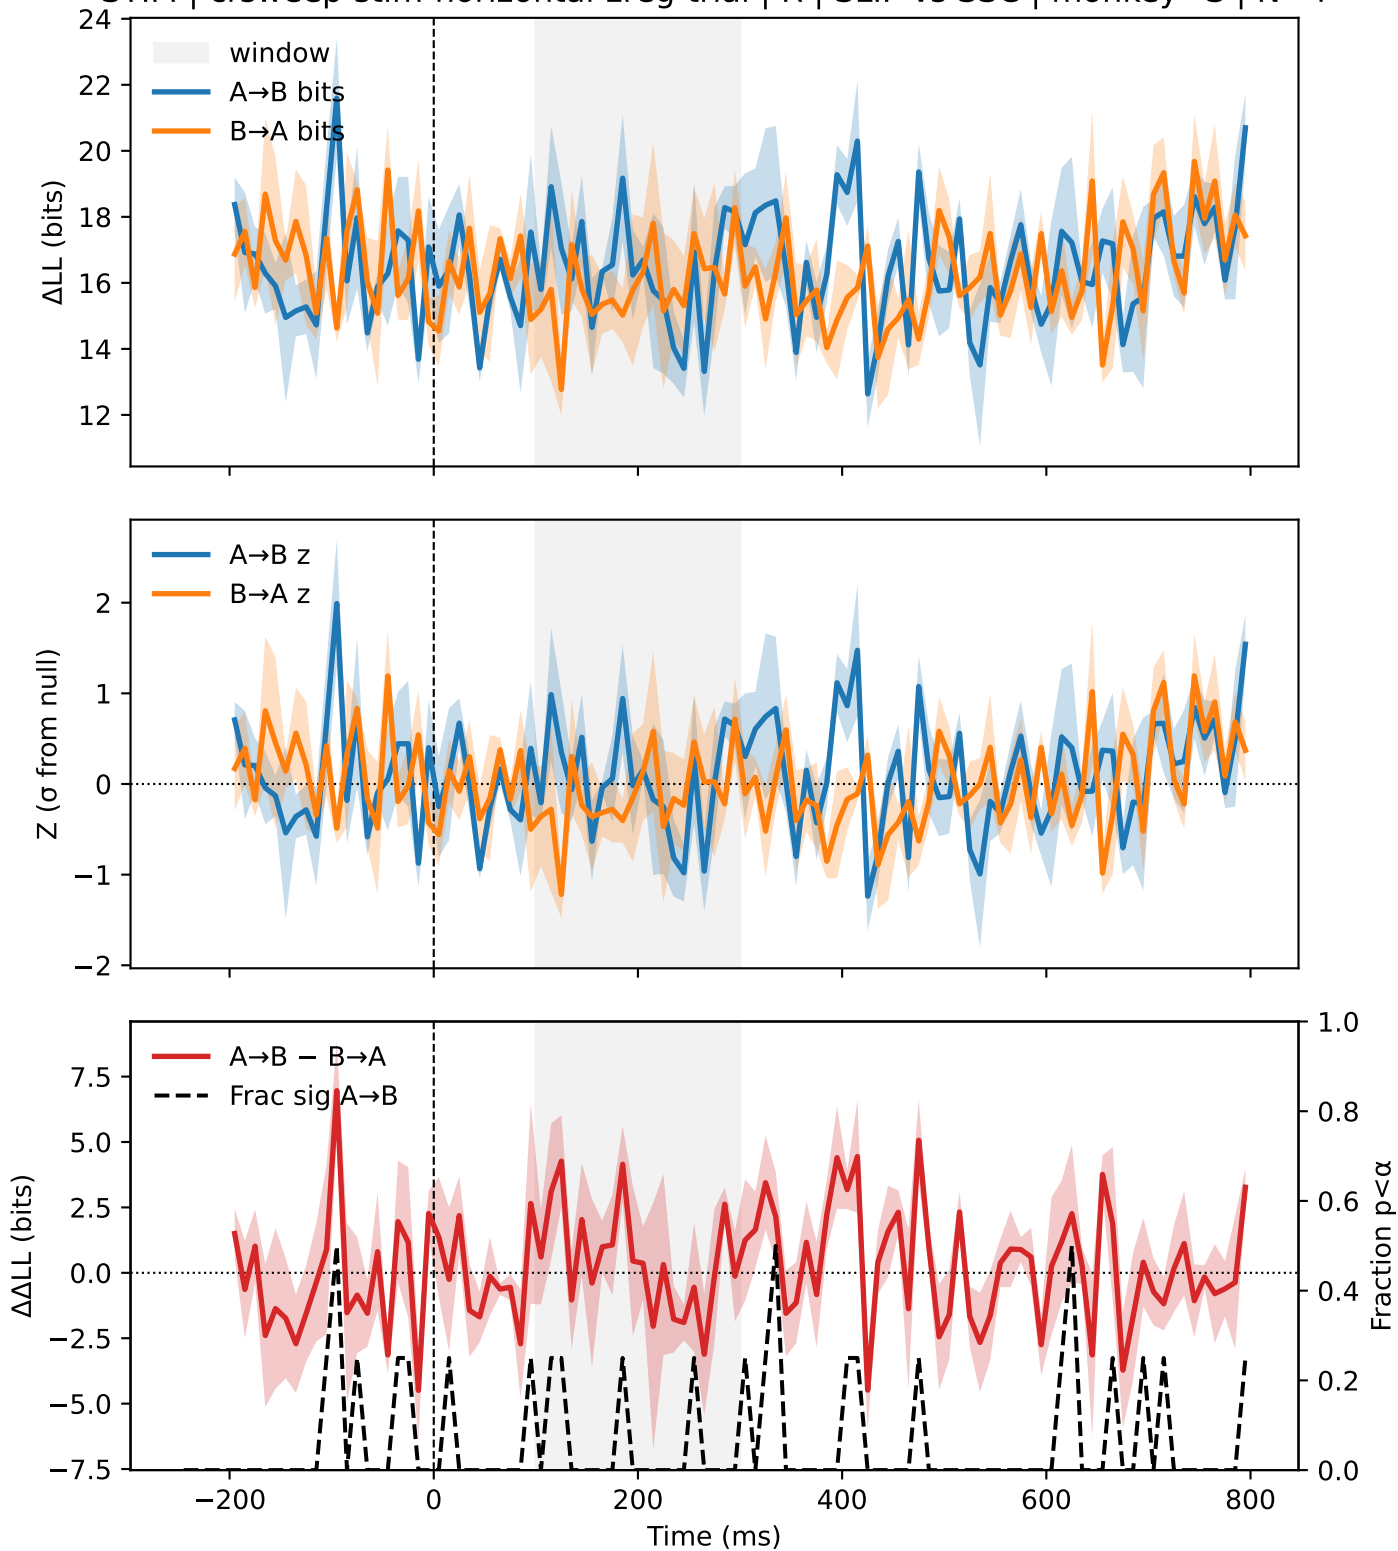 24
22
20
18
16
14
12
ΔLL (bits)
window
A→B bits
B→A bits
2
1
0
−1
−2
Z (σ from null)
A→B z
B→A z
7.5
5.0
2.5
0.0
−2.5
−5.0
−7.5
ΔΔLL (bits)
A→B − B→A
Frac sig A→B
1.0
0.8
0.6
0.4
0.2
0.0
Fraction p<α
−200 0 200 400 600 800
Time (ms)